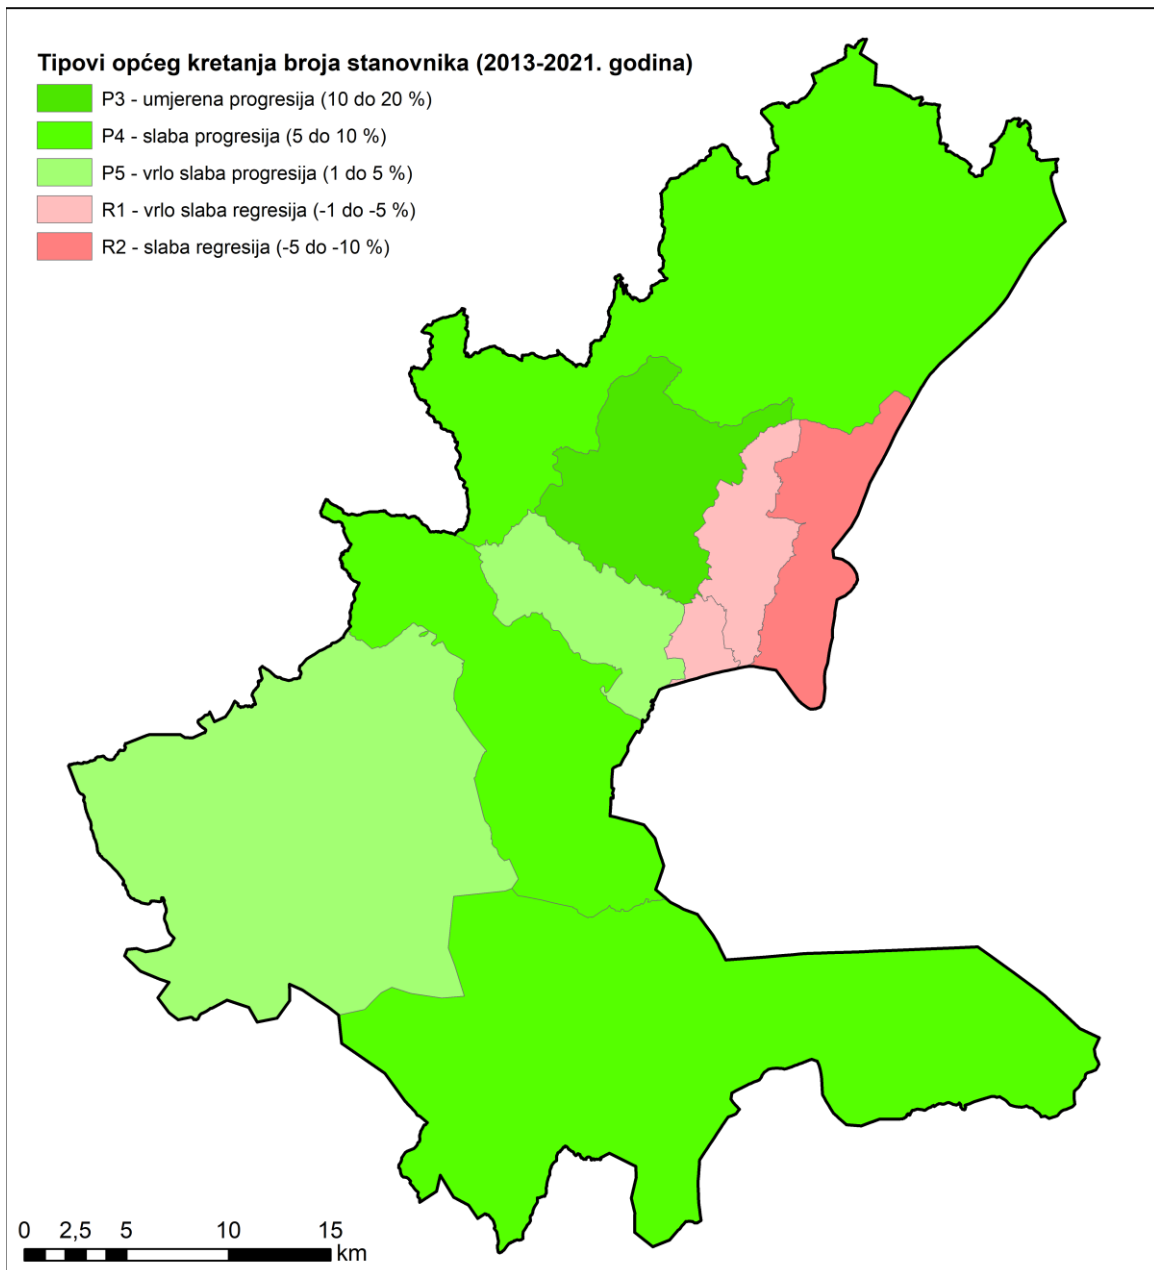 Tipovi općeg kretanja broja stanovnika (2013-2021. godina)
P3 - umjerena progresija (10 do 20 %)
P4 - slaba progresija (5 do 10 %)
P5 - vrlo slaba progresija (1 do 5 %)
R1 - vrlo slaba regresija (-1 do -5 %)
R2 - slaba regresija (-5 do -10 %)
0 2,5 5 10 15
km